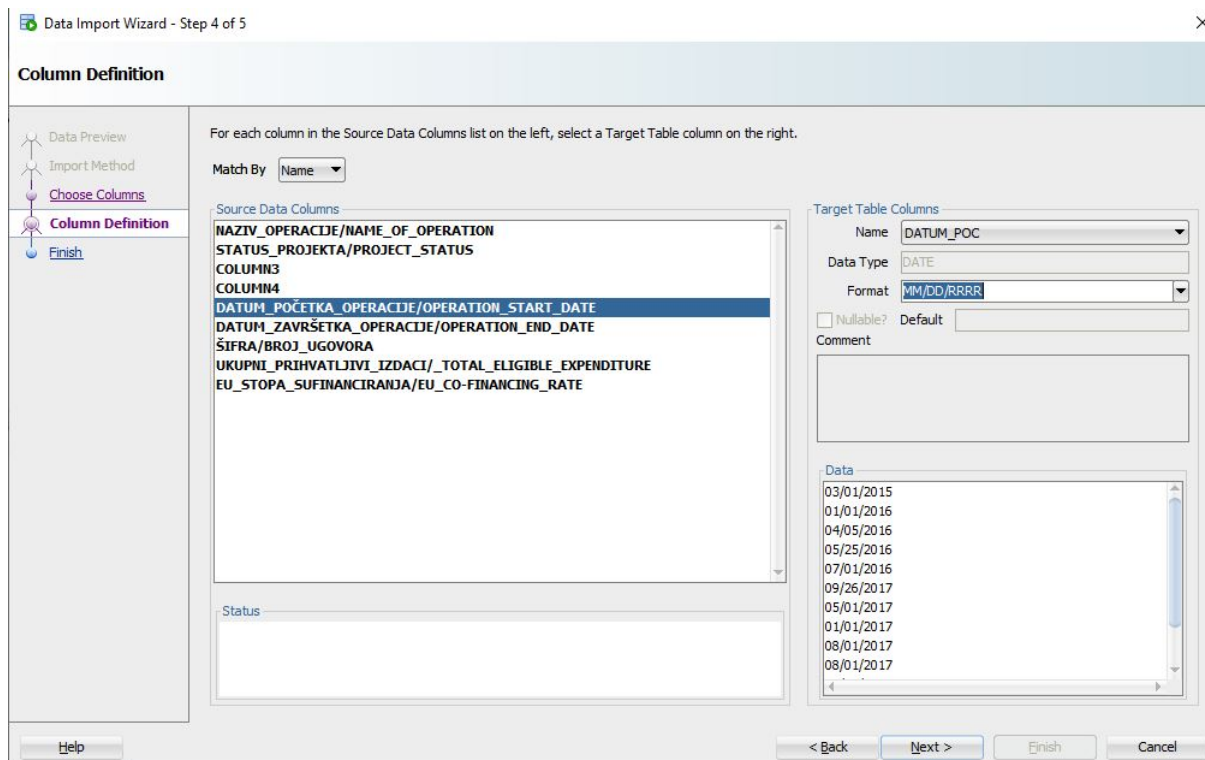 Data Import Wizard - Step 4 of 5
Column Definition
Data Preview
Import Method
Choose Columns
Column Definition
Finish
For each column in the Source Data Columns list on the left, select a Target Table column on the right.
Match By Name
Source Data Columns
NAZIV_OPERACIJE/NAME_OF_OPERATION
STATUS_PROJEKTA/PROJECT_STATUS
COLUMN3
COLUMN4
DATUM_POČETKA_OPERACIJE/OPERATION_START_DATE
DATUM_ZAVRŠETKA_OPERACIJE/OPERATION_END_DATE
ŠIFRA/BROJ_UGOVORA
UKUPNI_PRIHVATLJIVI_IZDACI/_TOTAL_ELIGIBLE_EXPENDITURE
EU_STOPA_SUFINANCIRANJA/EU_CO-FINANCING_RATE
Status
Target Table Columns
Name DATUM_POC
Data Type DATE
Format MM/DD/RRRR
Nullable? Default
Comment
Data
03/01/2015
01/01/2016
04/05/2016
05/25/2016
07/01/2016
09/26/2017
05/01/2017
01/01/2017
08/01/2017
08/01/2017
Help
< Back
Next >
Finish
Cancel